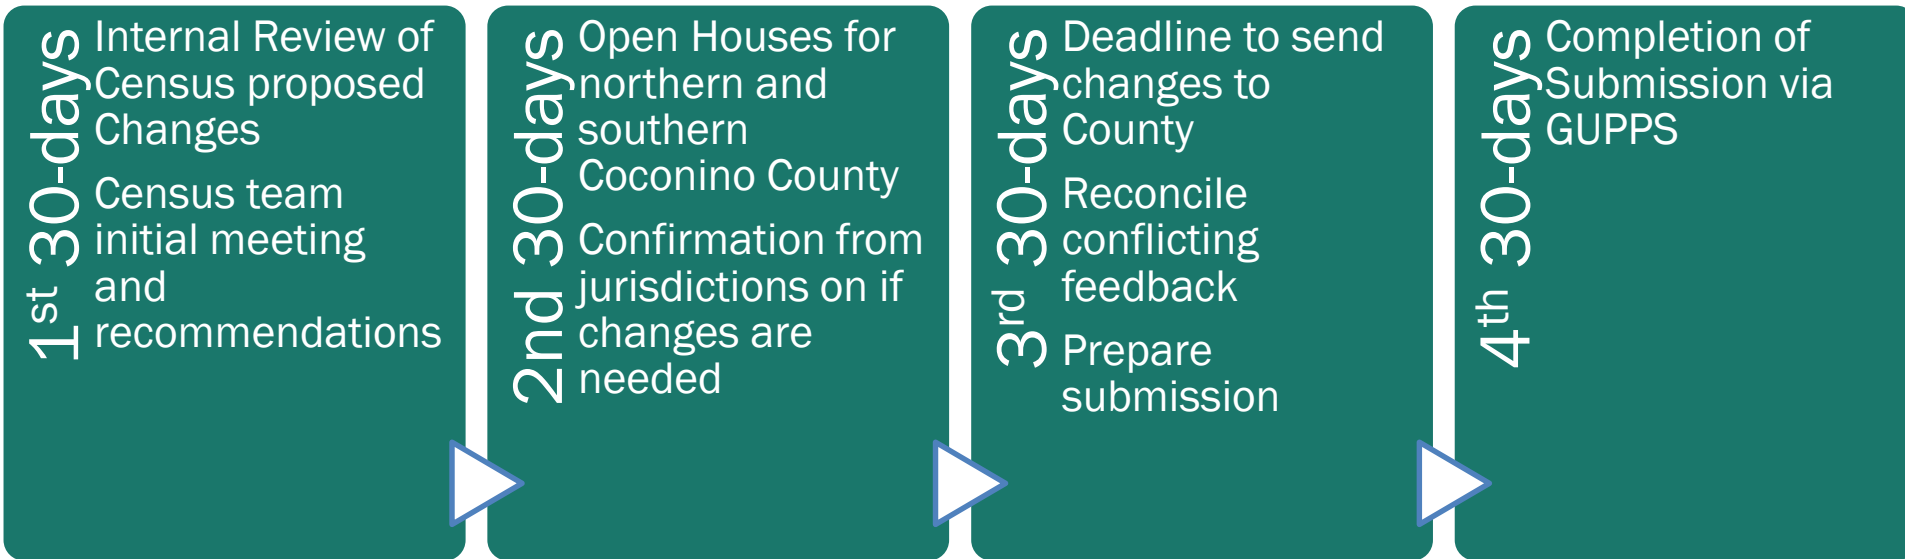 1st 30-days
Internal Review of
Census proposed
Changes
Census team
initial meeting
and
recommendations
2nd 30-days
Open Houses for
northern and
southern
Coconino County
Confirmation from
jurisdictions on if
changes are
needed
3rd 30-days
Deadline to send
changes to
County
Reconcile
conflicting
feedback
Prepare
submission
4th 30-days
Completion of
Submission via
GUPPS